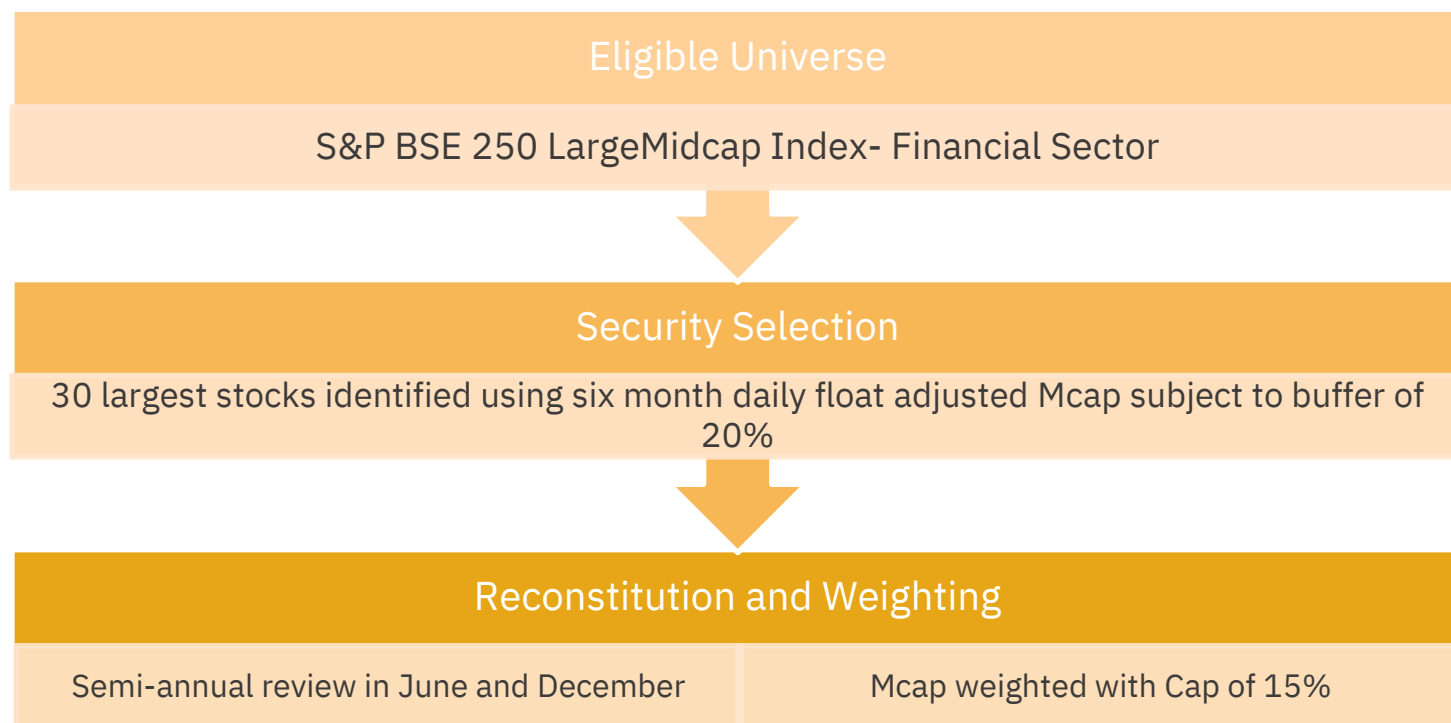 Eligible Universe
S&P BSE 250 LargeMidcap Index- Financial Sector
Security Selection
30 largest stocks identified using six month daily float adjusted Mcap subject to buffer of
20%
Reconstitution and Weighting
Semi-annual review in June and December
Mcap weighted with Cap of 15%